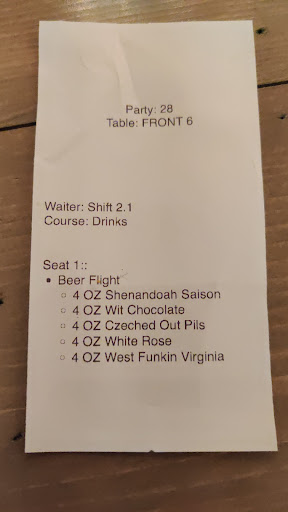 Party: 28
Table: FRONT 6
Waiter: Shift 2.1
Course: Drinks
Seat 1::
• Beer Flight
◦ 4 OZ Shenandoah Saison
◦ 4 OZ Wit Chocolate
◦ 4 OZ Czeched Out Pils
◦ 4 OZ White Rose
◦ 4 OZ West Funkin Virginia